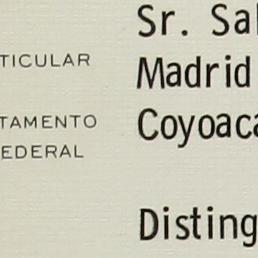 Sr. Sal
TICULAR
Madrid
TAMENTO
Coyoaca
EDERAL
Disting